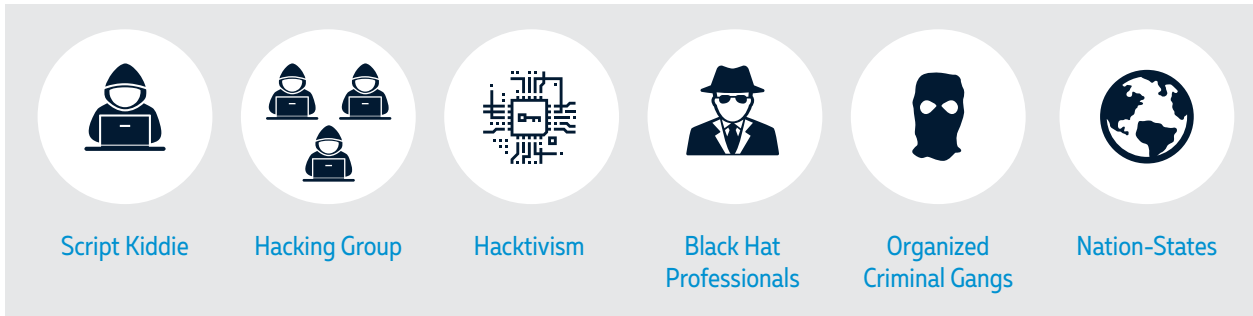 Script Kiddie
Hacking Group
Hacktivism
Black Hat
Professionals
Organized
Criminal Gangs
Nation-States